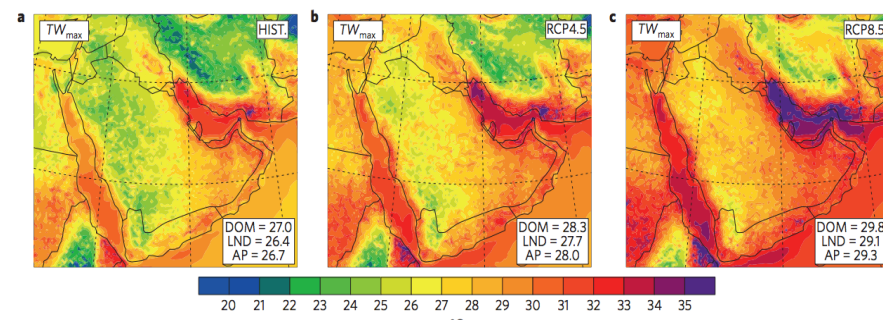 a
TWmax
HIST.
DOM = 27.0
LND = 26.4
AP = 26.7
b
TWmax
RCP4.5
DOM = 28.3
LND = 27.7
AP = 28.0
c
TWmax
RCP8.5
DOM = 29.8
LND = 29.1
AP = 29.3
20 21 22 23 24 25 26 27 28 29 30 31 32 33 34 35